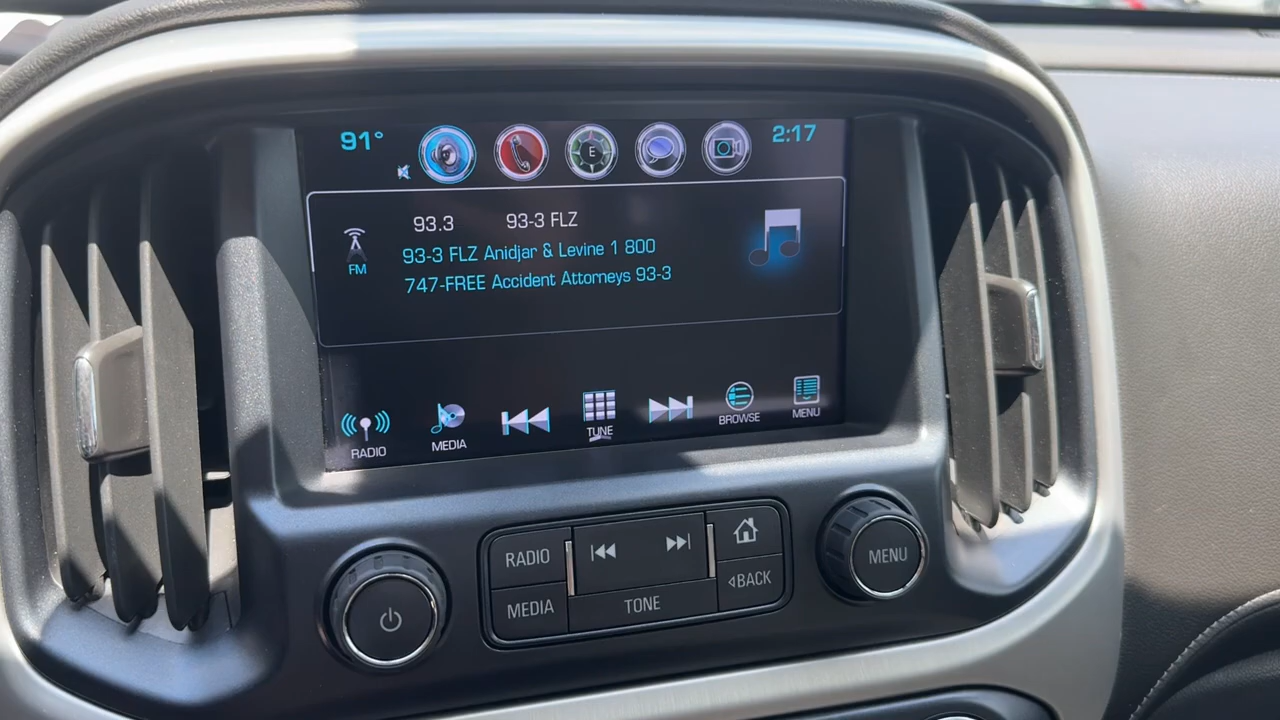 91°
E
2:17
93.3 93-3 FLZ
FM
93-3 FLZ Anidjar & Levine 1 800
747-FREE Accident Attorneys 93-3
RADIO
MEDIA
TUNE
BROWSE
MENU
RADIO
MEDIA
TONE
BACK
MENU